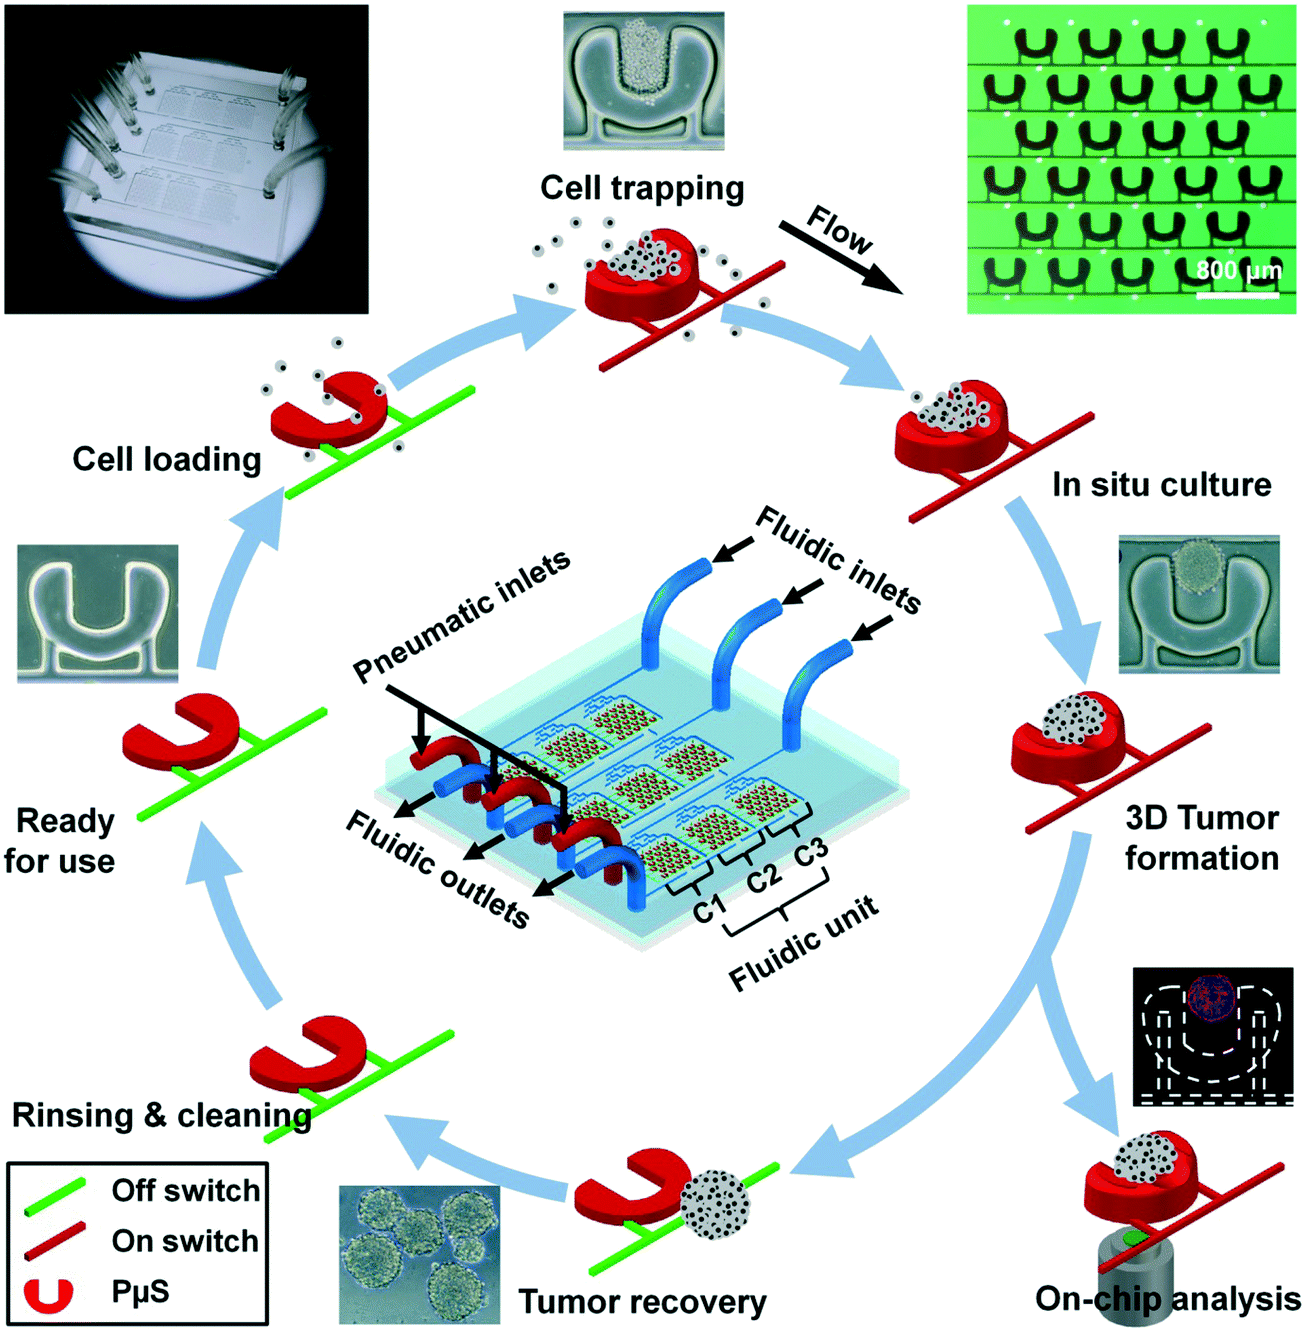 Cell trapping
Flow
800 µm
Cell loading
In situ culture
Pneumatic inlets
Fluidic inlets
Ready
for use
3D Tumor
formation
Fluidic outlets
C1
C2
C3
Fluidic unit
Rinsing & cleaning
Off switch
On switch
PµS
Tumor recovery
On-chip analysis